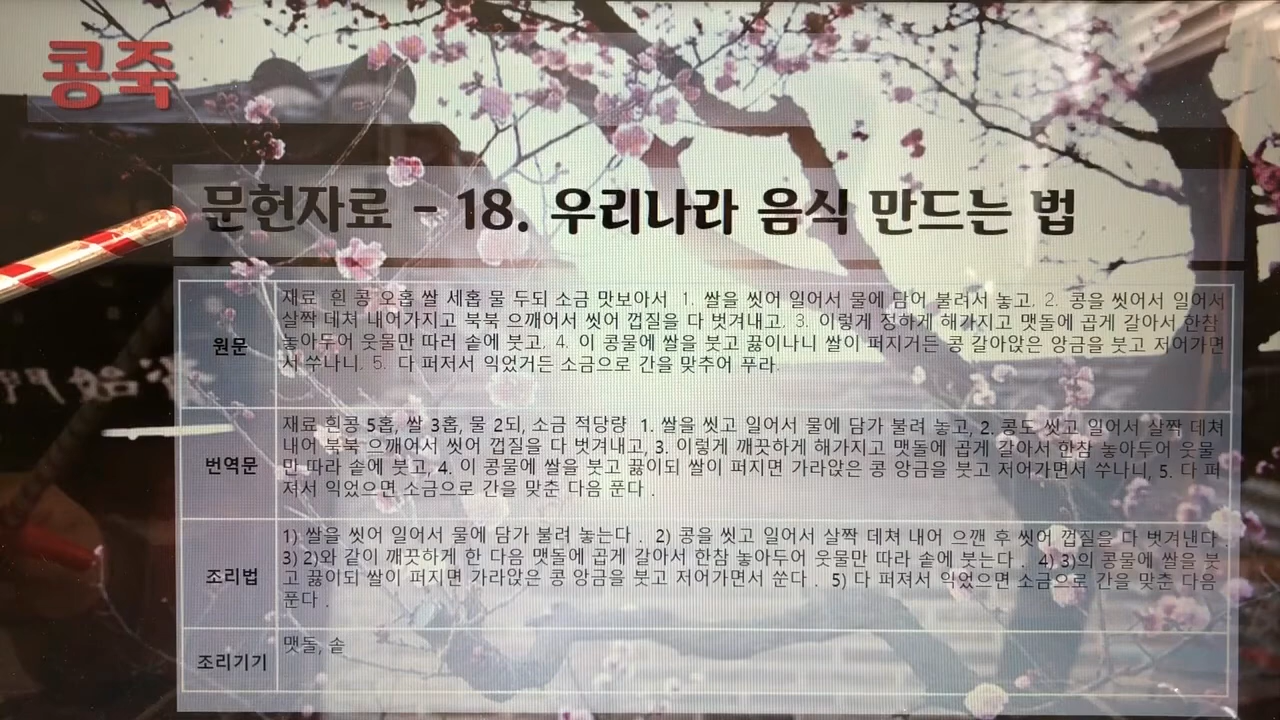 콩죽
문헌자료 - 18. 우리나라 음식 만드는 법
원문
재료 흰 콩 오홉 쌀 세홉 물 두되 소금 맛보아서 1. 쌀을 씻어 일어서 물에 담어 불려서 놓고. 2. 콩을 씻어서 일어서
살짝 데쳐 내어가지고 북북 으깨어서 씻어 껍질을 다 벗겨내고. 3. 이렇게 정하게 해가지고 맷돌에 곱게 갈아서 한참
놓아두어 웃물만 따러 솥에 붓고. 4. 이 콩물에 쌀을 붓고 끓이나니 쌀이 퍼지거든 콩 갈아앉은 앙금을 붓고 저어가면
서 쑤나니. 5. 다 퍼저서 익었거든 소금으로 간을 맞추어 푸라.
번역문
재료 흰콩 5홉, 쌀 3홉, 물 2되, 소금 적당량 1. 쌀을 씻고 일어서 물에 담가 불려 놓고, 2. 콩도 씻고 일어서 살짝 데쳐
내어 북북 으깨어서 씻어 껍질을 다 벗겨내고, 3. 이렇게 깨끗하게 해가지고 맷돌에 곱게 갈아서 한참 놓아두어 웃물
만 따라 솥에 붓고, 4. 이 콩물에 쌀을 붓고 끓이되 쌀이 퍼지면 가라앉은 콩 앙금을 붓고 저어가면서 쑤나니, 5. 다 퍼
져서 익었으면 소금으로 간을 맞춘 다음 푼다 .
조리법
1) 쌀을 씻어 일어서 물에 담가 불려 놓는다 . 2) 콩을 씻고 일어서 살짝 데쳐 내어 으깬 후 씻어 껍질을 다 벗겨낸다 .
3) 2)와 같이 깨끗하게 한 다음 맷돌에 곱게 갈아서 한참 놓아두어 웃물만 따라 솥에 붓는다 . 4) 3)의 콩물에 쌀을 붓
고 끓이되 쌀이 퍼지면 가라앉은 콩 앙금을 붓고 저어가면서 쑨다 . 5) 다 퍼져서 익었으면 소금으로 간을 맞춘 다음
푼다 .
조리기기
맷돌, 솥